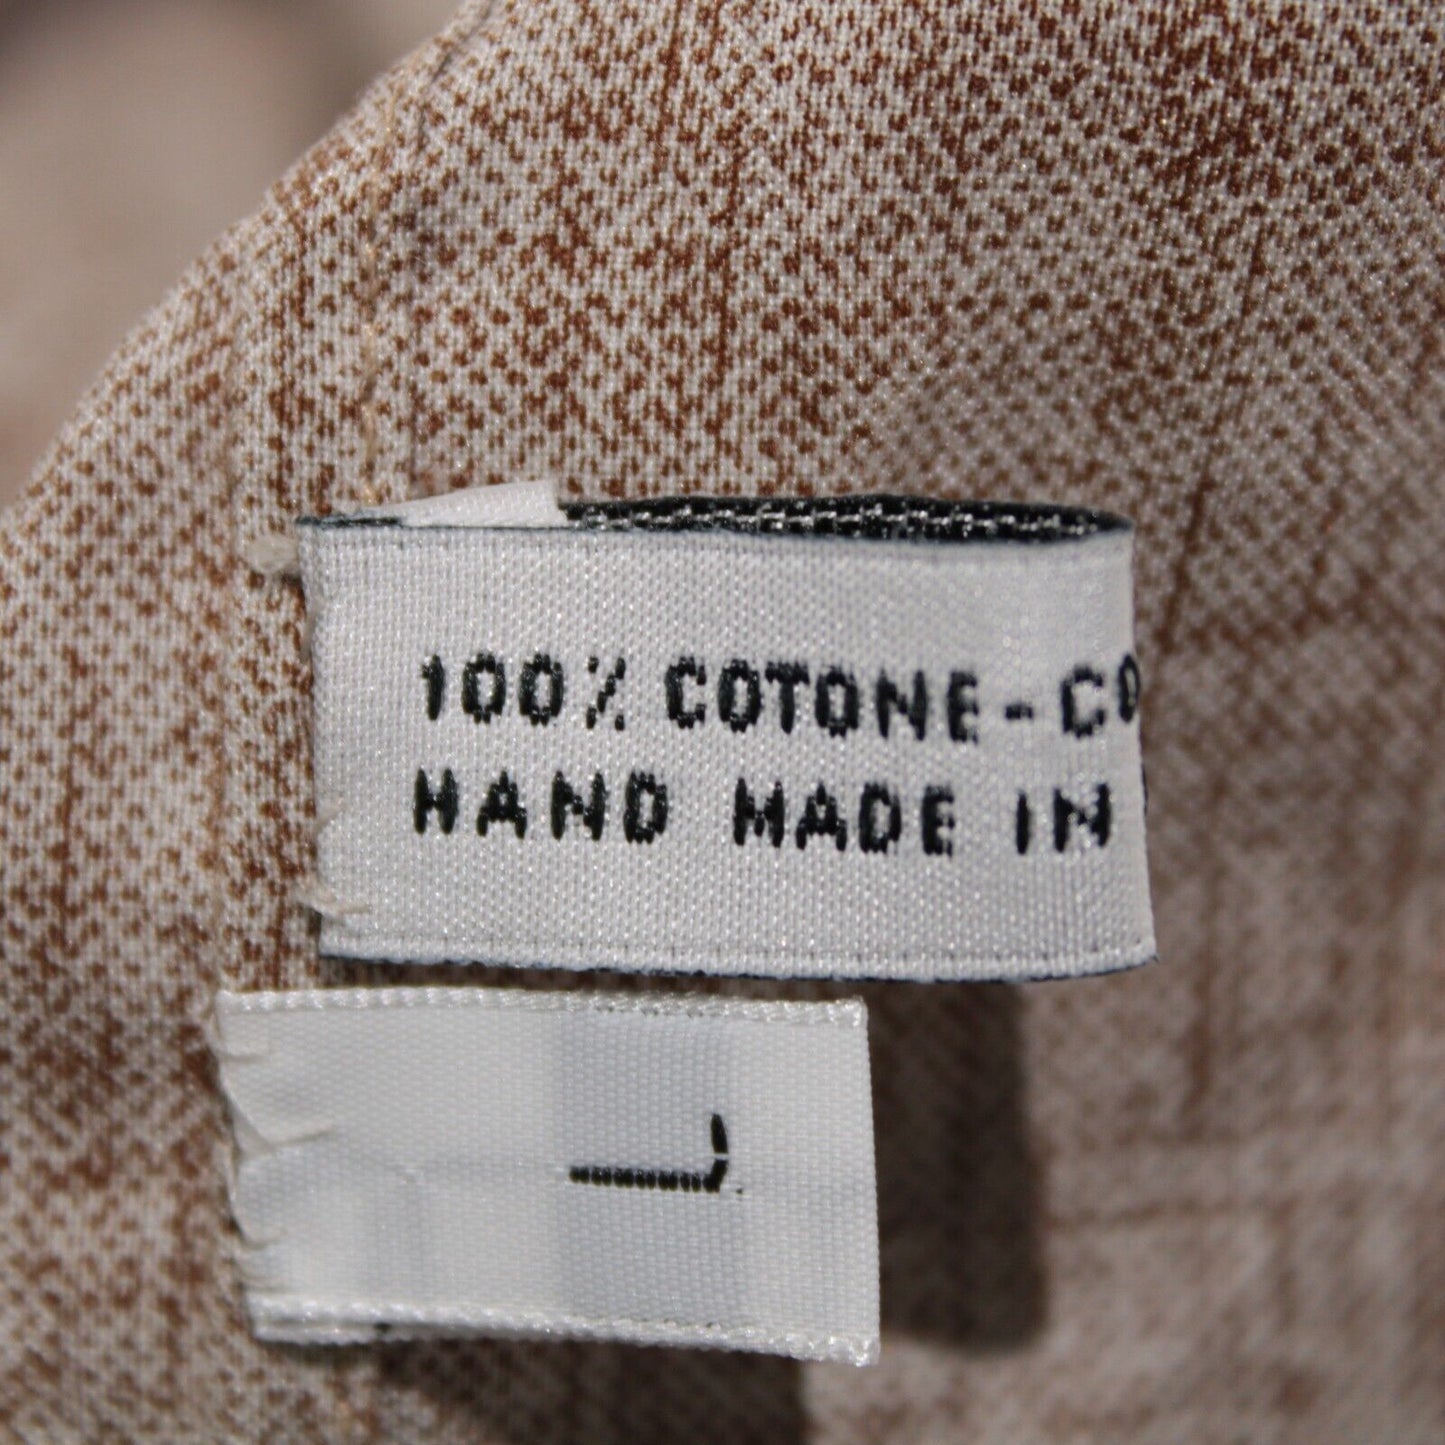 100% COTONE-CO
HAND MADE IN
L